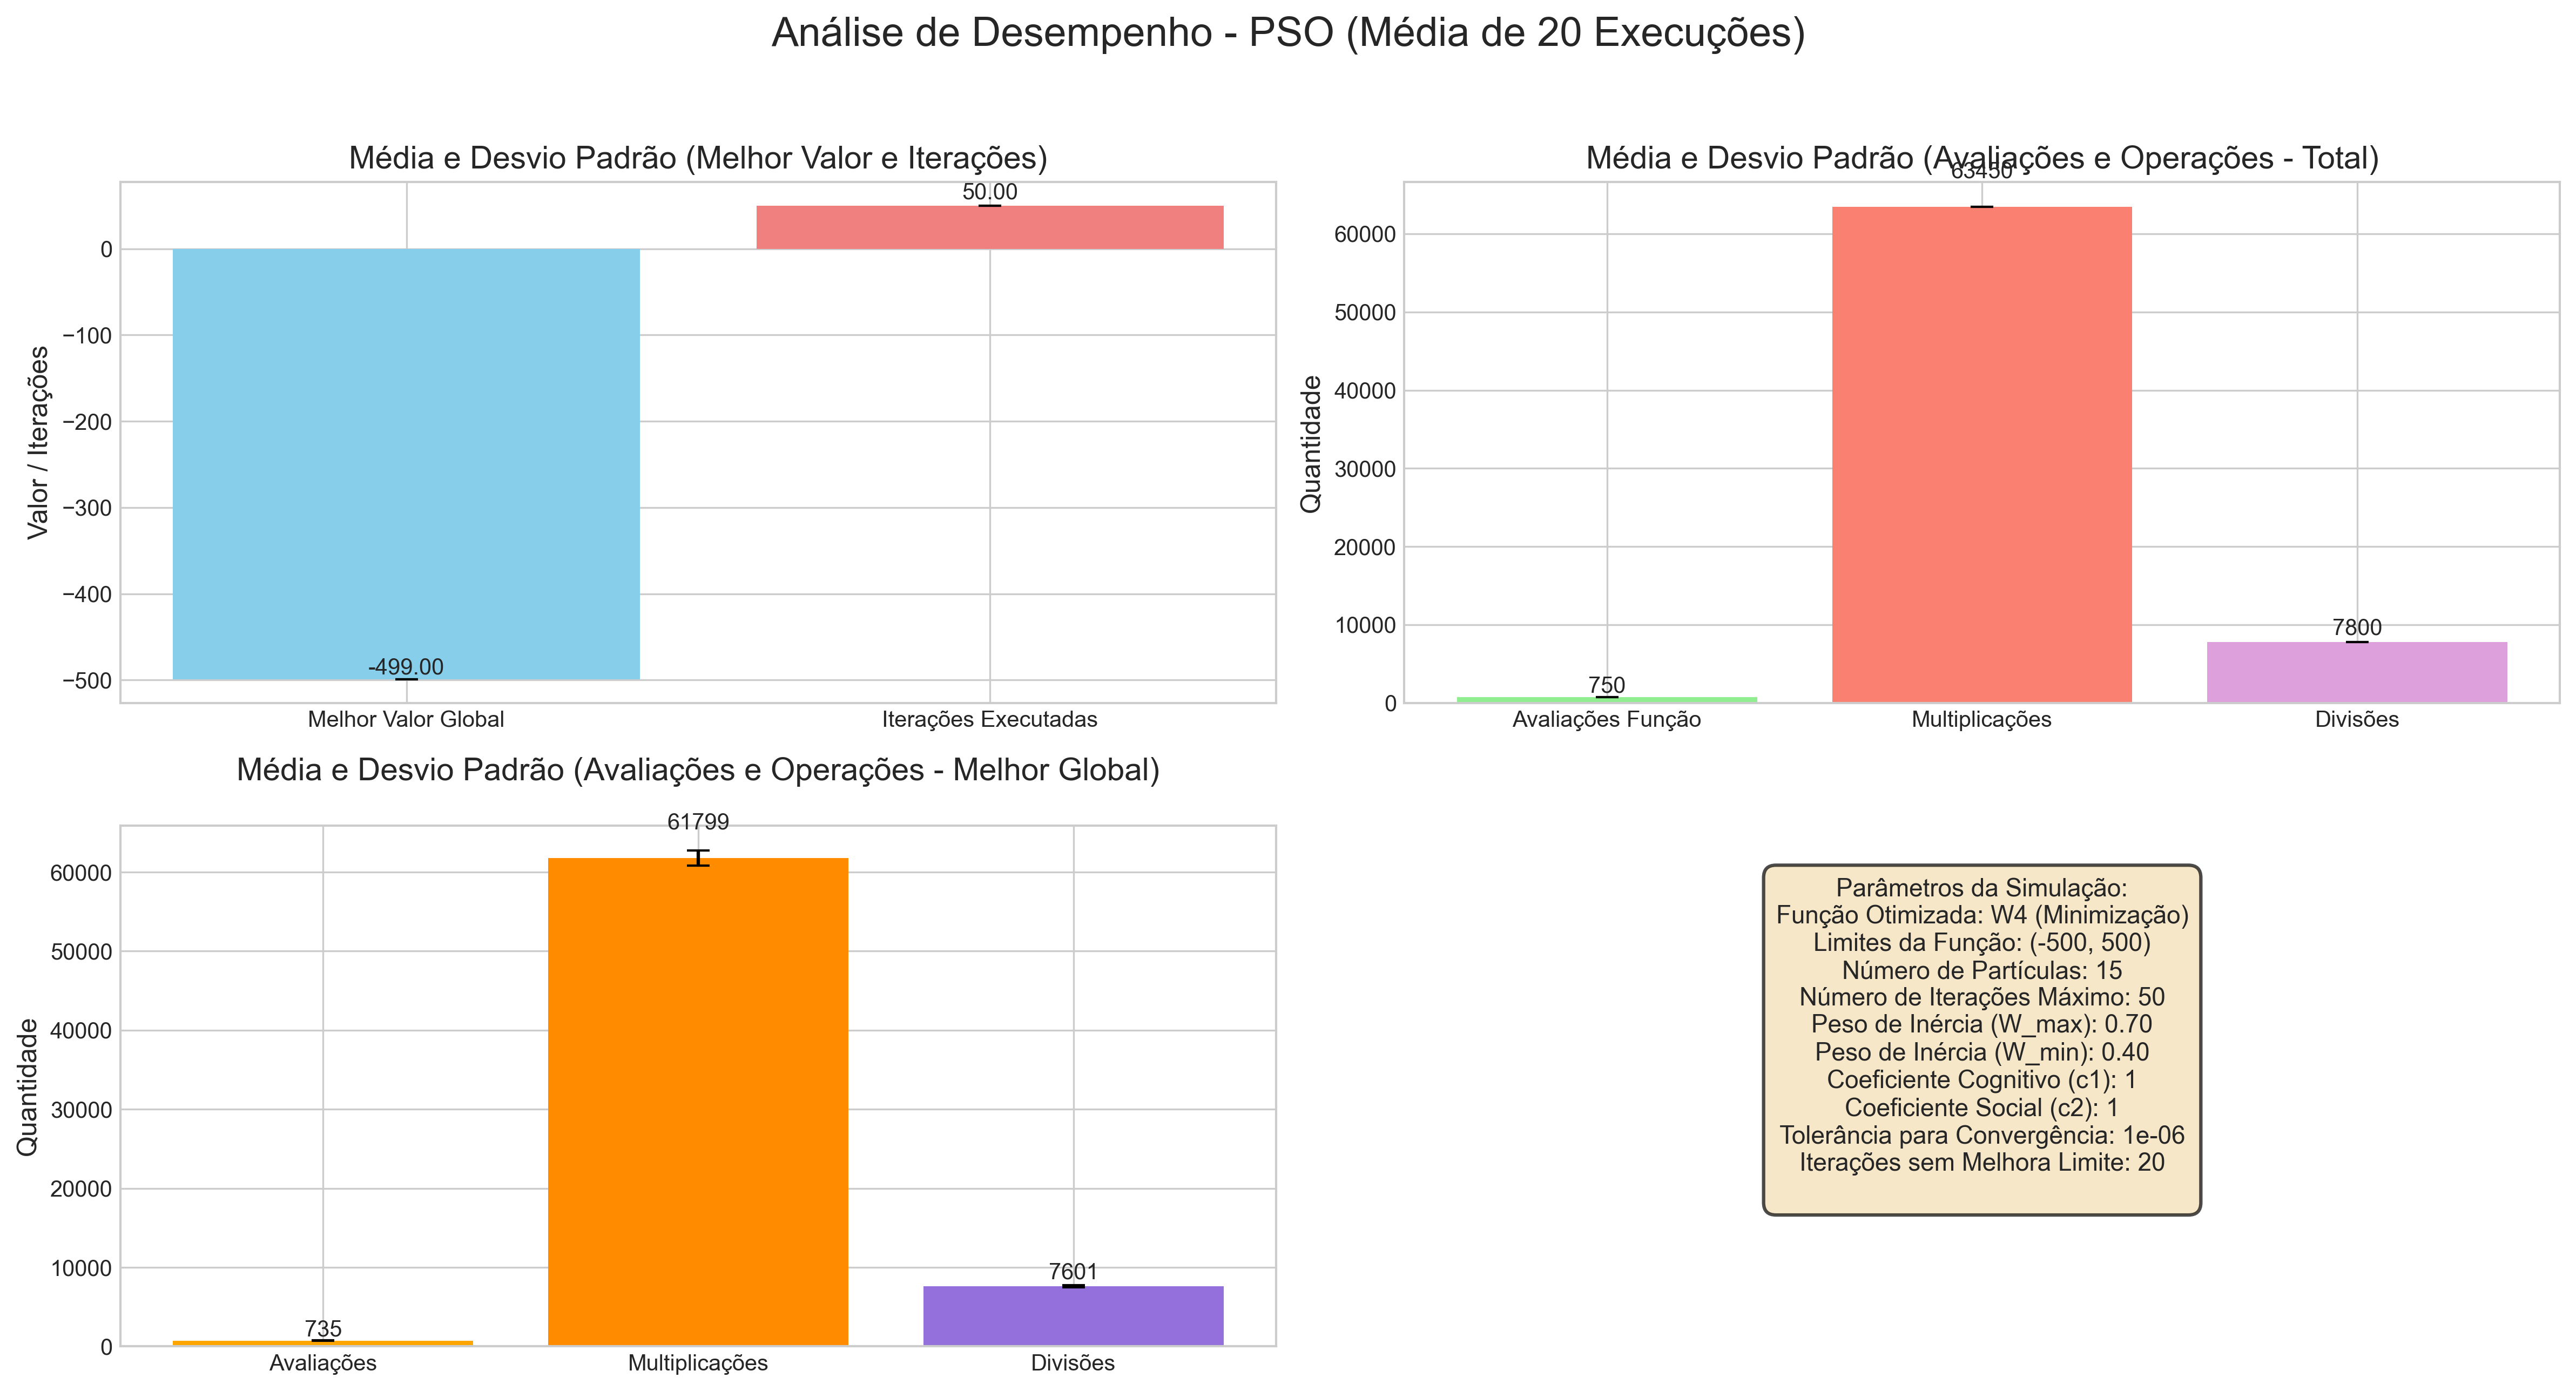 Análise de Desempenho - PSO (Média de 20 Execuções)
Média e Desvio Padrão (Melhor Valor e Iterações)
50.00
0
−100
−200
−300
−400
−500
Valor / Iterações
-499.00
Melhor Valor Global
Iterações Executadas
Média e Desvio Padrão (Avaliações e Operações - Total)
63450
60000
50000
40000
30000
20000
10000
0
Quantidade
750
7800
Avaliações Função
Multiplicações
Divisões
Média e Desvio Padrão (Avaliações e Operações - Melhor Global)
61799
60000
50000
40000
30000
20000
10000
0
Quantidade
735
7601
Avaliações
Multiplicações
Divisões
Parâmetros da Simulação:
Função Otimizada: W4 (Minimização)
Limites da Função: (-500, 500)
Número de Partículas: 15
Número de Iterações Máximo: 50
Peso de Inércia (W_max): 0.70
Peso de Inércia (W_min): 0.40
Coeficiente Cognitivo (c1): 1
Coeficiente Social (c2): 1
Tolerância para Convergência: 1e-06
Iterações sem Melhora Limite: 20